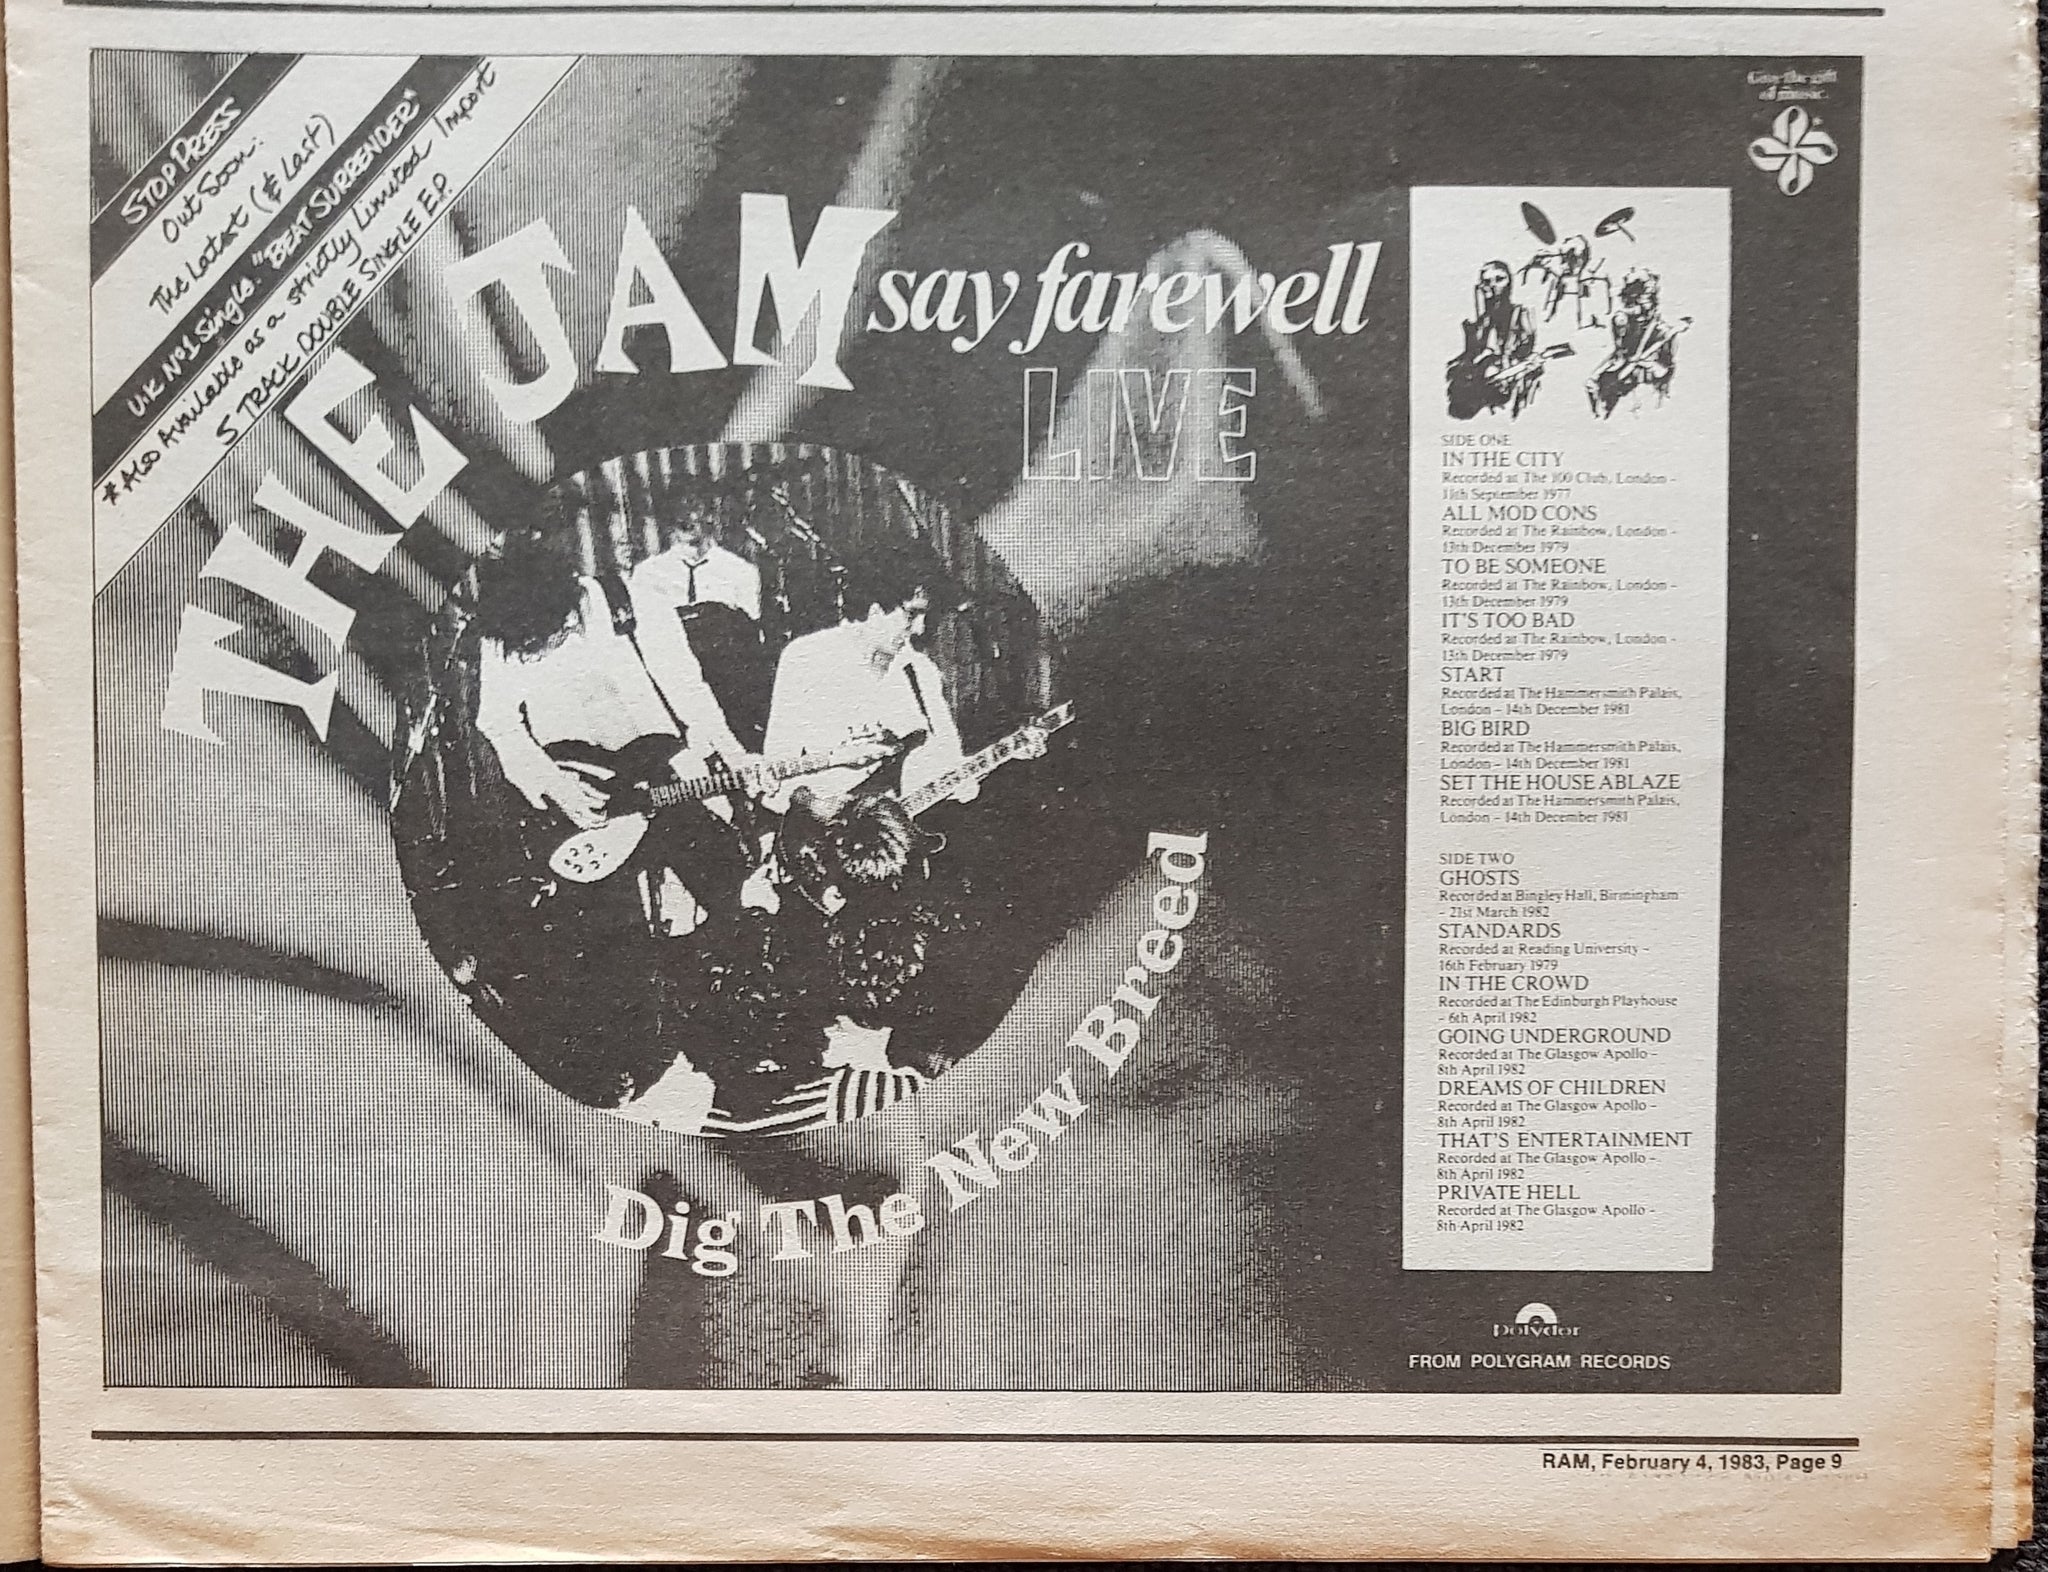 STOP PRESS
Out Soon:
The Latest (& Last)
U.K No1 Single: "BEAT SURRENDER"*
*Also Available as a strictly Limited Import
5 TRACK DOUBLE SINGLE E.P.
THE JAM
say farewell
LIVE
Dig The New Breed
Give the gift
of music.
SIDE ONE
IN THE CITY
Recorded at The 100 Club, London -
11th September 1977
ALL MOD CONS
Recorded at The Rainbow, London -
13th December 1979
TO BE SOMEONE
Recorded at The Rainbow, London -
13th December 1979
IT'S TOO BAD
Recorded at The Rainbow, London -
13th December 1979
START
Recorded at The Hammersmith Palais,
London - 14th December 1981
BIG BIRD
Recorded at The Hammersmith Palais,
London - 14th December 1981
SET THE HOUSE ABLAZE
Recorded at The Hammersmith Palais,
London - 14th December 1981
SIDE TWO
GHOSTS
Recorded at Bingley Hall, Birmingham
- 21st March 1982
STANDARDS
Recorded at Reading University -
16th February 1979
IN THE CROWD
Recorded at The Edinburgh Playhouse
- 6th April 1982
GOING UNDERGROUND
Recorded at The Glasgow Apollo -
8th April 1982
DREAMS OF CHILDREN
Recorded at The Glasgow Apollo -
8th April 1982
THAT'S ENTERTAINMENT
Recorded at The Glasgow Apollo -
8th April 1982
PRIVATE HELL
Recorded at The Glasgow Apollo -
8th April 1982
polydor
FROM POLYGRAM RECORDS
RAM, February 4, 1983, Page 9